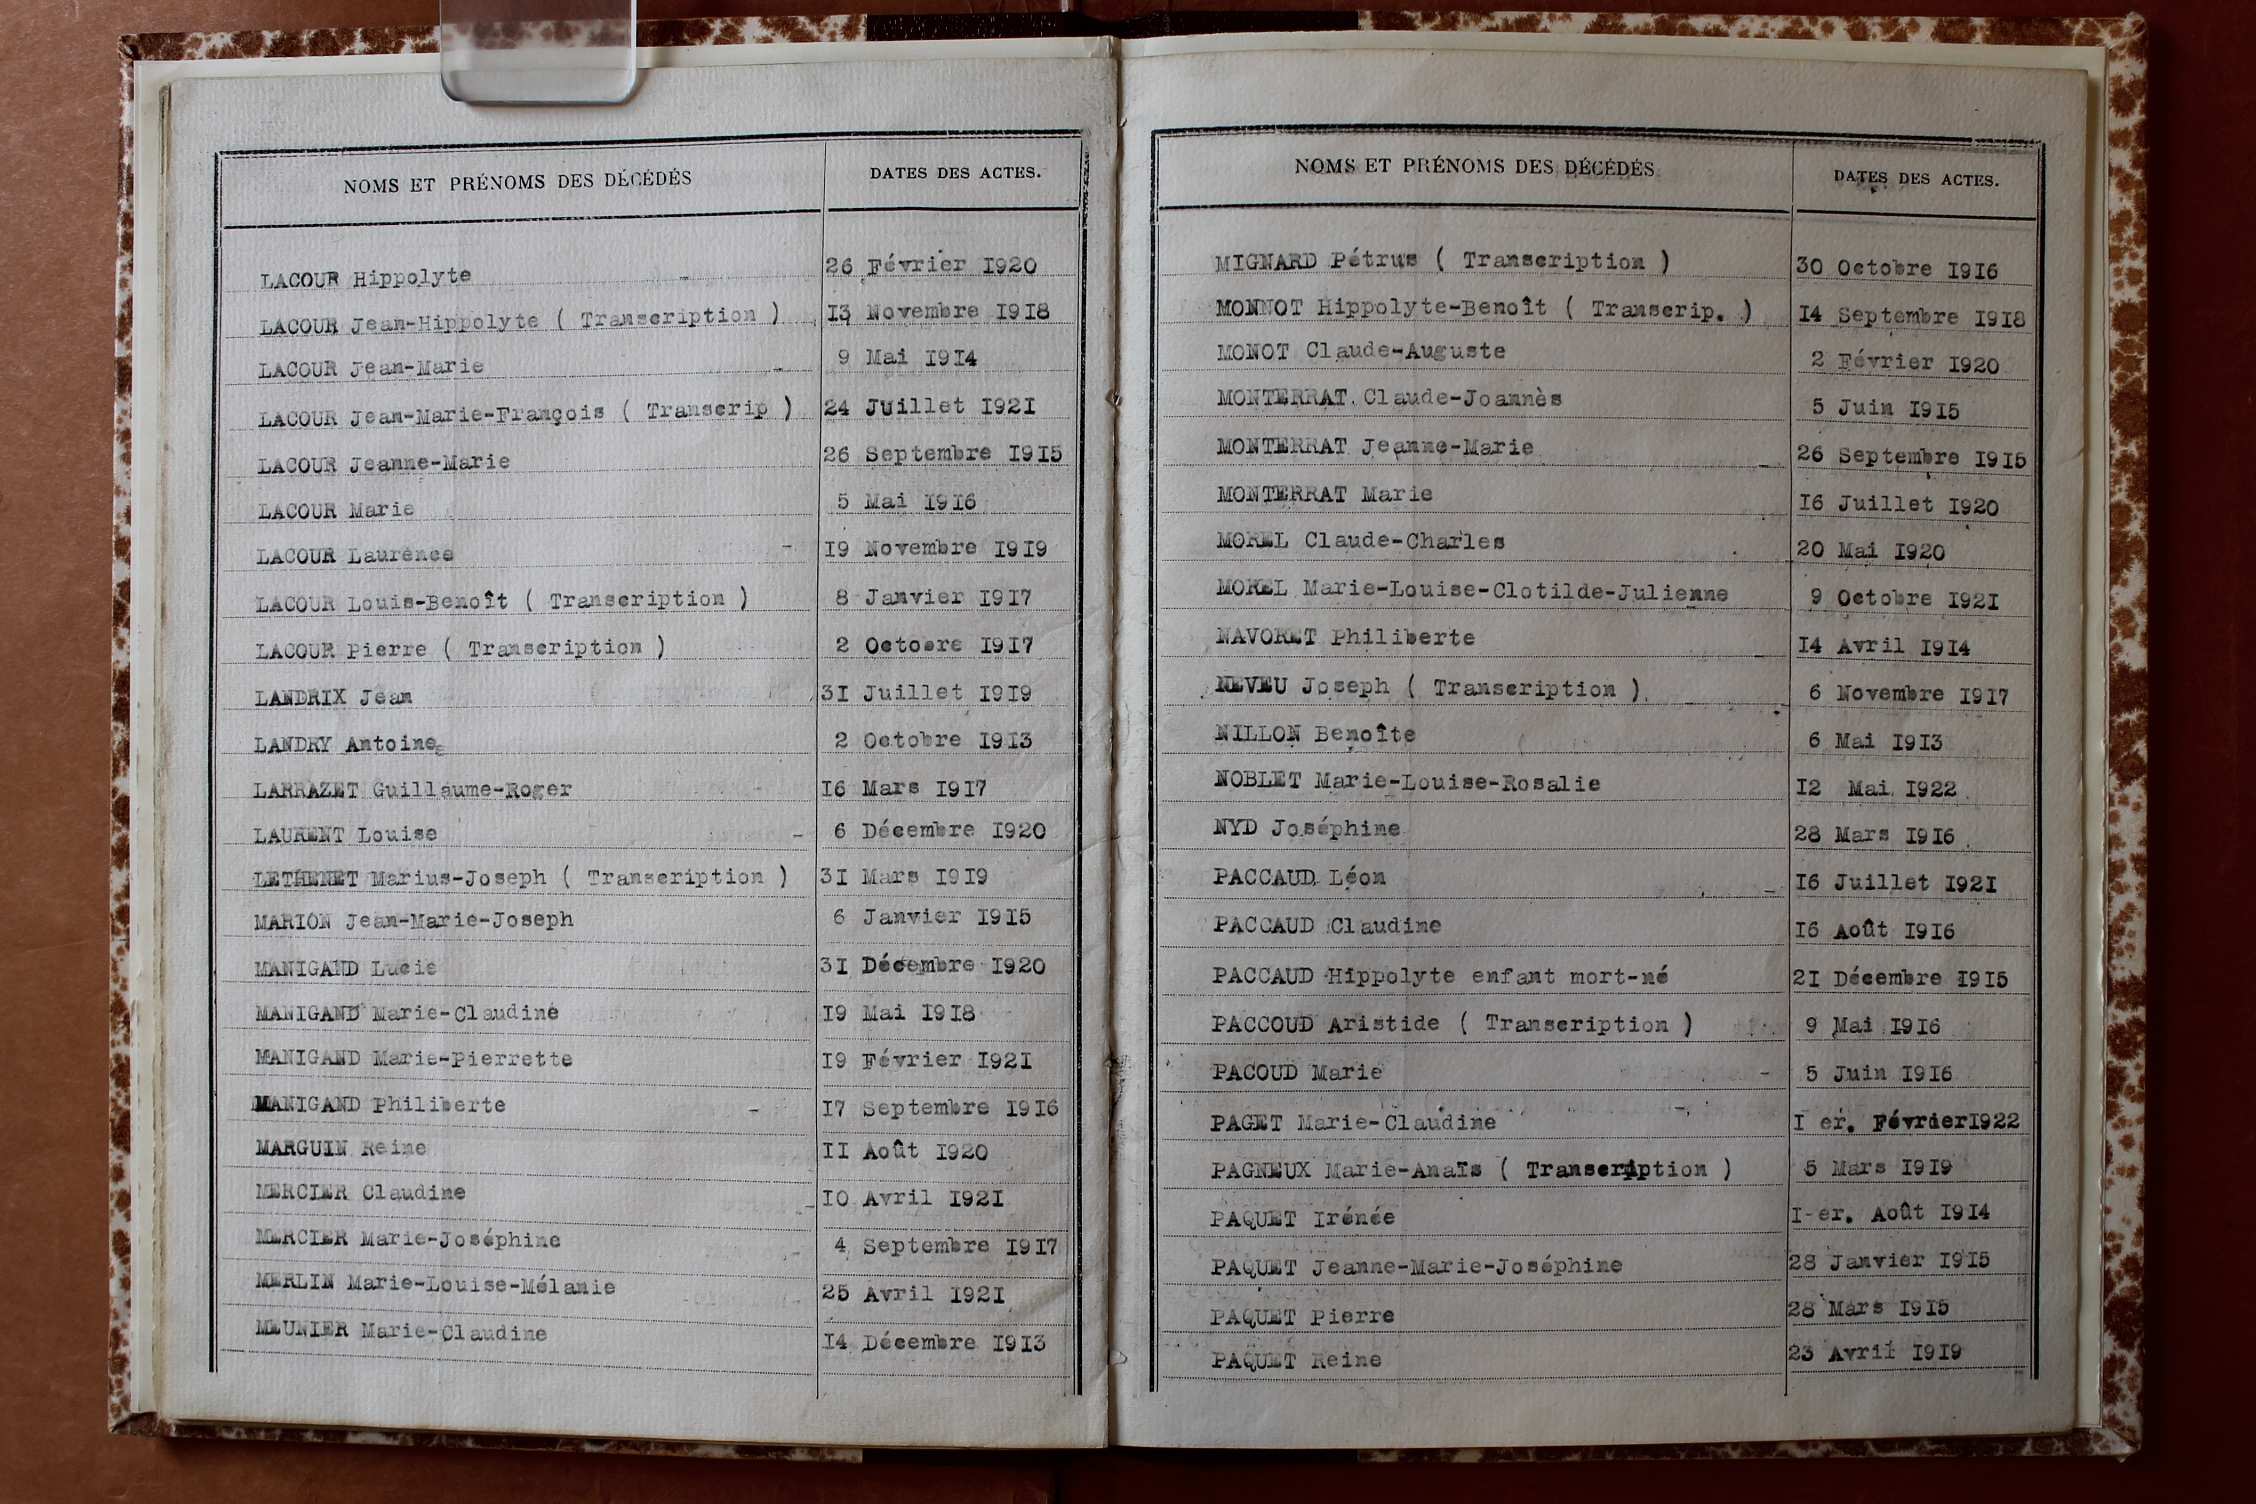 NOMS ET PRÉNOMS DES DÉCÉDÉS DATES DES ACTES.
LACOUR Hippolyte 26 Février 1920
LACOUR Jean-Hippolyte ( Transcription ) 13 Novembre 1918
LACOUR Jean-Marie 9 Mai 1914
LACOUR Jean-Marie-François ( Transcrip ) 24 Juillet 1921
LACOUR Jeanne-Marie 26 Septembre 1915
LACOUR Marie 5 Mai 1916
LACOUR Laurence 19 Novembre 1919
LACOUR Louis-Benoît ( Transcription ) 8 Janvier 1917
LACOUR Pierre ( Transcription ) 2 Octobre 1917
LANDRIX Jean 31 Juillet 1919
LANDRY Antoine 2 Octobre 1913
LARRAZET Guillaume-Roger 16 Mars 1917
LAURENT Louise 6 Décembre 1920
LETHENET Marius-Joseph ( Transcription ) 31 Mars 1919
MARION Jean-Marie-Joseph 6 Janvier 1915
MANIGAND Lucie 31 Décembre 1920
MANIGAND Marie-Claudine 19 Mai 1918
MANIGAND Marie-Pierrette 19 Février 1921
MANIGAND Philiberte 17 Septembre 1916
MARGUIN Reine 11 Août 1920
MERCIER Claudine 10 Avril 1921
MERCIER Marie-Joséphine 4 Septembre 1917
MERLIN Marie-Louise-Mélanie 25 Avril 1921
MEUNIER Marie-Claudine 14 Décembre 1913
NOMS ET PRÉNOMS DES DÉCÉDÉS DATES DES ACTES.
MIGNARD Pétrus ( Transcription ) 30 Octobre 1916
MONNOT Hippolyte-Benoît ( Transcrip. ) 14 Septembre 1918
MONOT Claude-Auguste 2 Février 1920
MONTERRAT Claude-Joannès 5 Juin 1915
MONTERRAT Jeanne-Marie 26 Septembre 1915
MONTERRAT Marie 16 Juillet 1920
MOREL Claude-Charles 20 Mai 1920
MOREL Marie-Louise-Clotilde-Julienne 9 Octobre 1921
NAVORET Philiberte 14 Avril 1914
NEVEU Joseph ( Transcription ) 6 Novembre 1917
NILLON Benoîte 6 Mai 1913
NOBLET Marie-Louise-Rosalie 12 Mai 1922
NYD Joséphine 28 Mars 1916
PACCAUD Léon 16 Juillet 1921
PACCAUD Claudine 16 Août 1916
PACCAUD Hippolyte enfant mort-né 21 Décembre 1915
PACCOUD Aristide ( Transcription ) 9 Mai 1916
PACOUD Marie 5 Juin 1916
PAGET Marie-Claudine I er. Février1922
PAGNEUX Marie-Anaïs ( Transcription ) 5 Mars 1919
PAQUET Irénée I-er. Août 1914
PAQUET Jeanne-Marie-Joséphine 28 Janvier 1915
PAQUET Pierre 28 Mars 1915
PAQUET Reine 23 Avril 1919